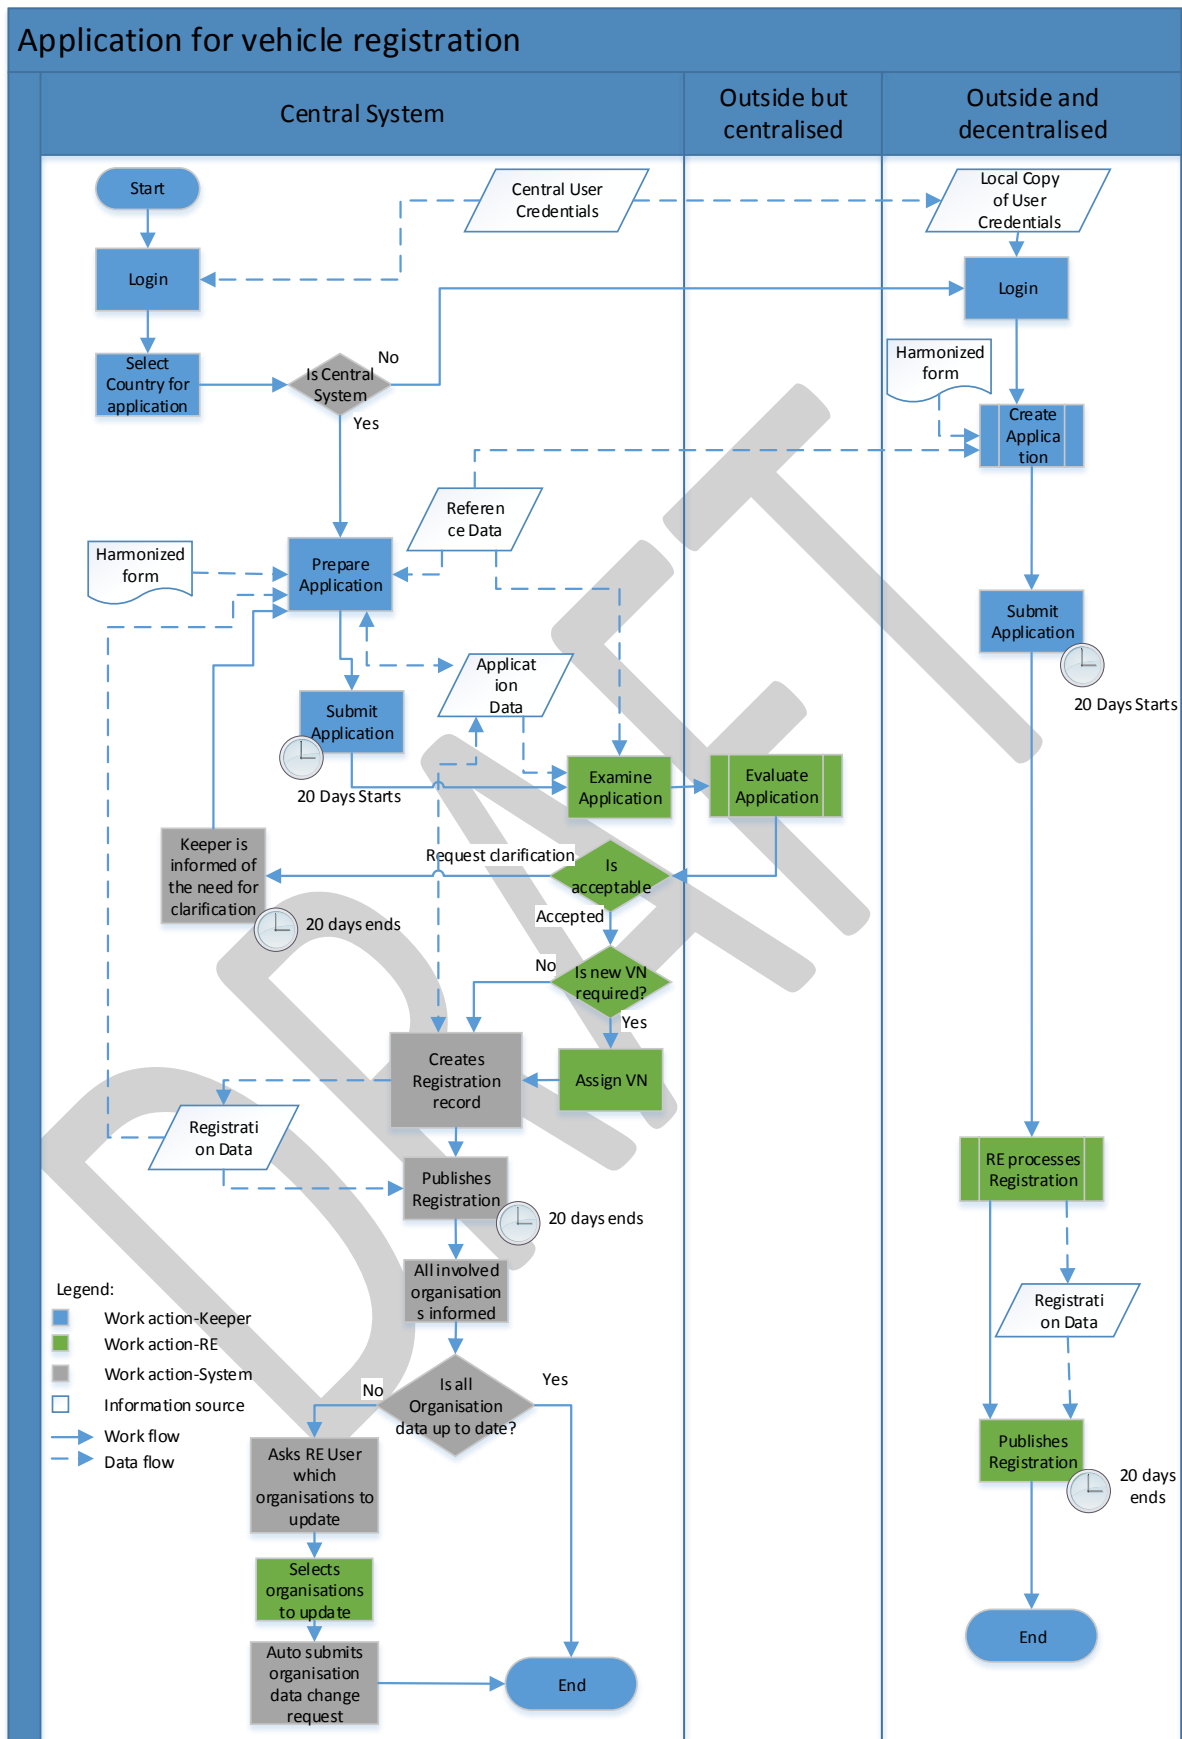 Application for vehicle registration
Central System
Outside but
centralised
Outside and
decentralised
Start
Central User
Credentials
Local Copy
of User
Credentials
Login
Login
Select
Country for
application
Is Central
System
No
Yes
Harmonized
form
Create
Applica
tion
Referen
ce Data
Harmonized
form
Prepare
Application
Submit
Application
20 Days Starts
Applicat
ion
Data
Submit
Application
20 Days Starts
Examine
Application
Evaluate
Application
Keeper is
informed of
the need for
clarification
20 days ends
Request clarification
Is
acceptable
Accepted
Is new VN
required?
No
Yes
Creates
Registration
record
Assign VN
Registrati
on Data
Publishes
Registration
20 days ends
RE processes
Registration
All involved
organisation
s informed
Registrati
on Data
Legend:
Work action-Keeper
Work action-RE
Work action-System
Information source
Work flow
Data flow
Is all
Organisation
data up to date?
No
Yes
Asks RE User
which
organisations to
update
Publishes
Registration
20 days
ends
Selects
organisations
to update
Auto submits
organisation
data change
request
End
End
DRAFT